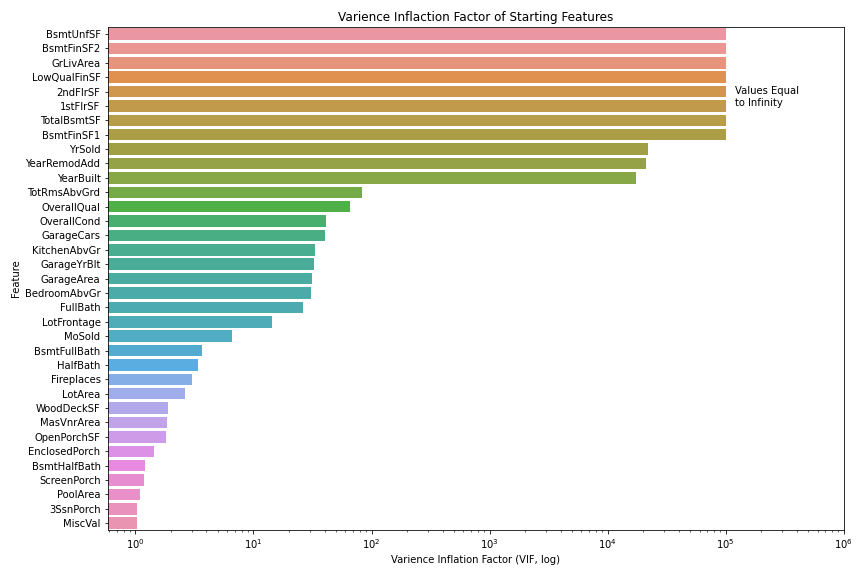 Varience Inflaction Factor of Starting Features
BsmtUnfSF
BsmtFinSF2
GrLivArea
LowQualFinSF
2ndFlrSF
1stFlrSF
TotalBsmtSF
BsmtFinSF1
YrSold
YearRemodAdd
YearBuilt
TotRmsAbvGrd
OverallQual
OverallCond
GarageCars
KitchenAbvGr
GarageYrBlt
GarageArea
BedroomAbvGr
FullBath
LotFrontage
MoSold
BsmtFullBath
HalfBath
Fireplaces
LotArea
WoodDeckSF
MasVnrArea
OpenPorchSF
EnclosedPorch
BsmtHalfBath
ScreenPorch
PoolArea
3SsnPorch
MiscVal
Feature
Values Equal
to Infinity
10⁰ 10¹ 10² 10³ 10⁴ 10⁵ 10⁶
Varience Inflation Factor (VIF, log)